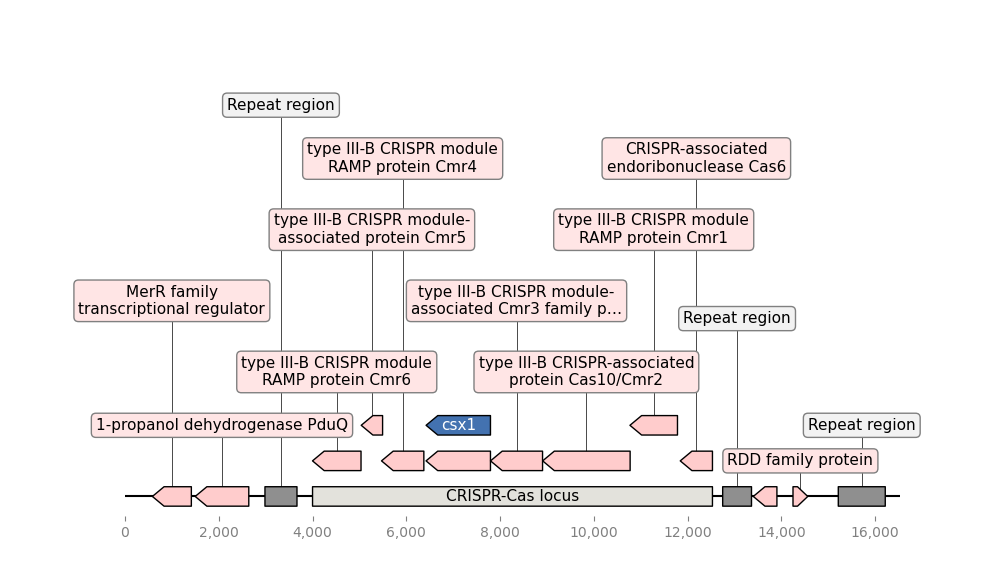 Repeat region
type III-B CRISPR module
RAMP protein Cmr4
CRISPR-associated
endoribonuclease Cas6
type III-B CRISPR module-
associated protein Cmr5
type III-B CRISPR module
RAMP protein Cmr1
MerR family
transcriptional regulator
type III-B CRISPR module-
associated Cmr3 family p...
Repeat region
type III-B CRISPR module
RAMP protein Cmr6
type III-B CRISPR-associated
protein Cas10/Cmr2
1-propanol dehydrogenase PduQ
csx1
Repeat region
RDD family protein
CRISPR-Cas locus
0
2,000
4,000
6,000
8,000
10,000
12,000
14,000
16,000